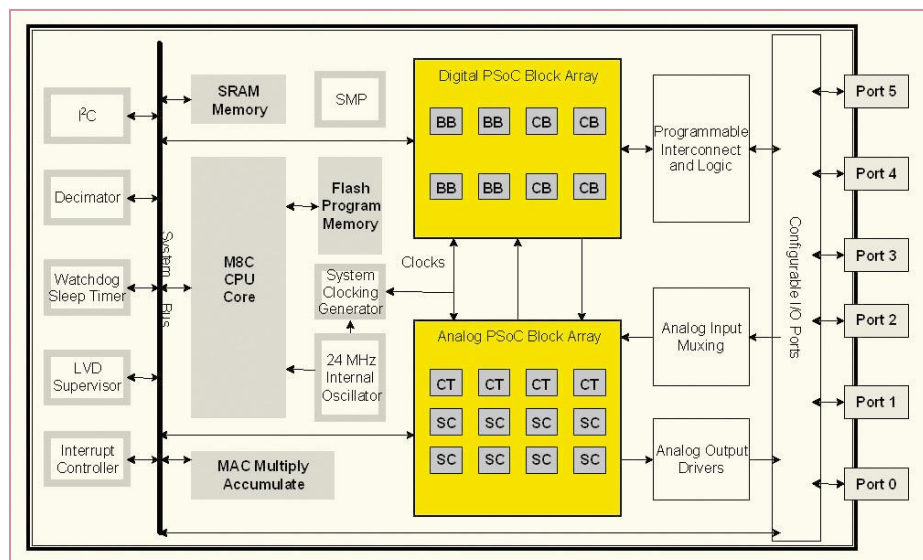 I²C
Decimator
Watchdog
Sleep Timer
LVD
Supervisor
Interrupt
Controller
System
Bus
SRAM
Memory
SMP
M8C
CPU
Core
Flash
Program
Memory
System
Clocking
Generator
24 MHz
Internal
Oscillator
MAC Multiply
Accumulate
Digital PSoC Block Array
BB BB CB CB
BB BB CB CB
Clocks
Analog PSoC Block Array
CT CT CT CT
SC SC SC SC
SC SC SC SC
Programmable
Interconnect
and Logic
Analog Input
Muxing
Analog Output
Drivers
Configurable I/O Ports
Port 5
Port 4
Port 3
Port 2
Port 1
Port 0